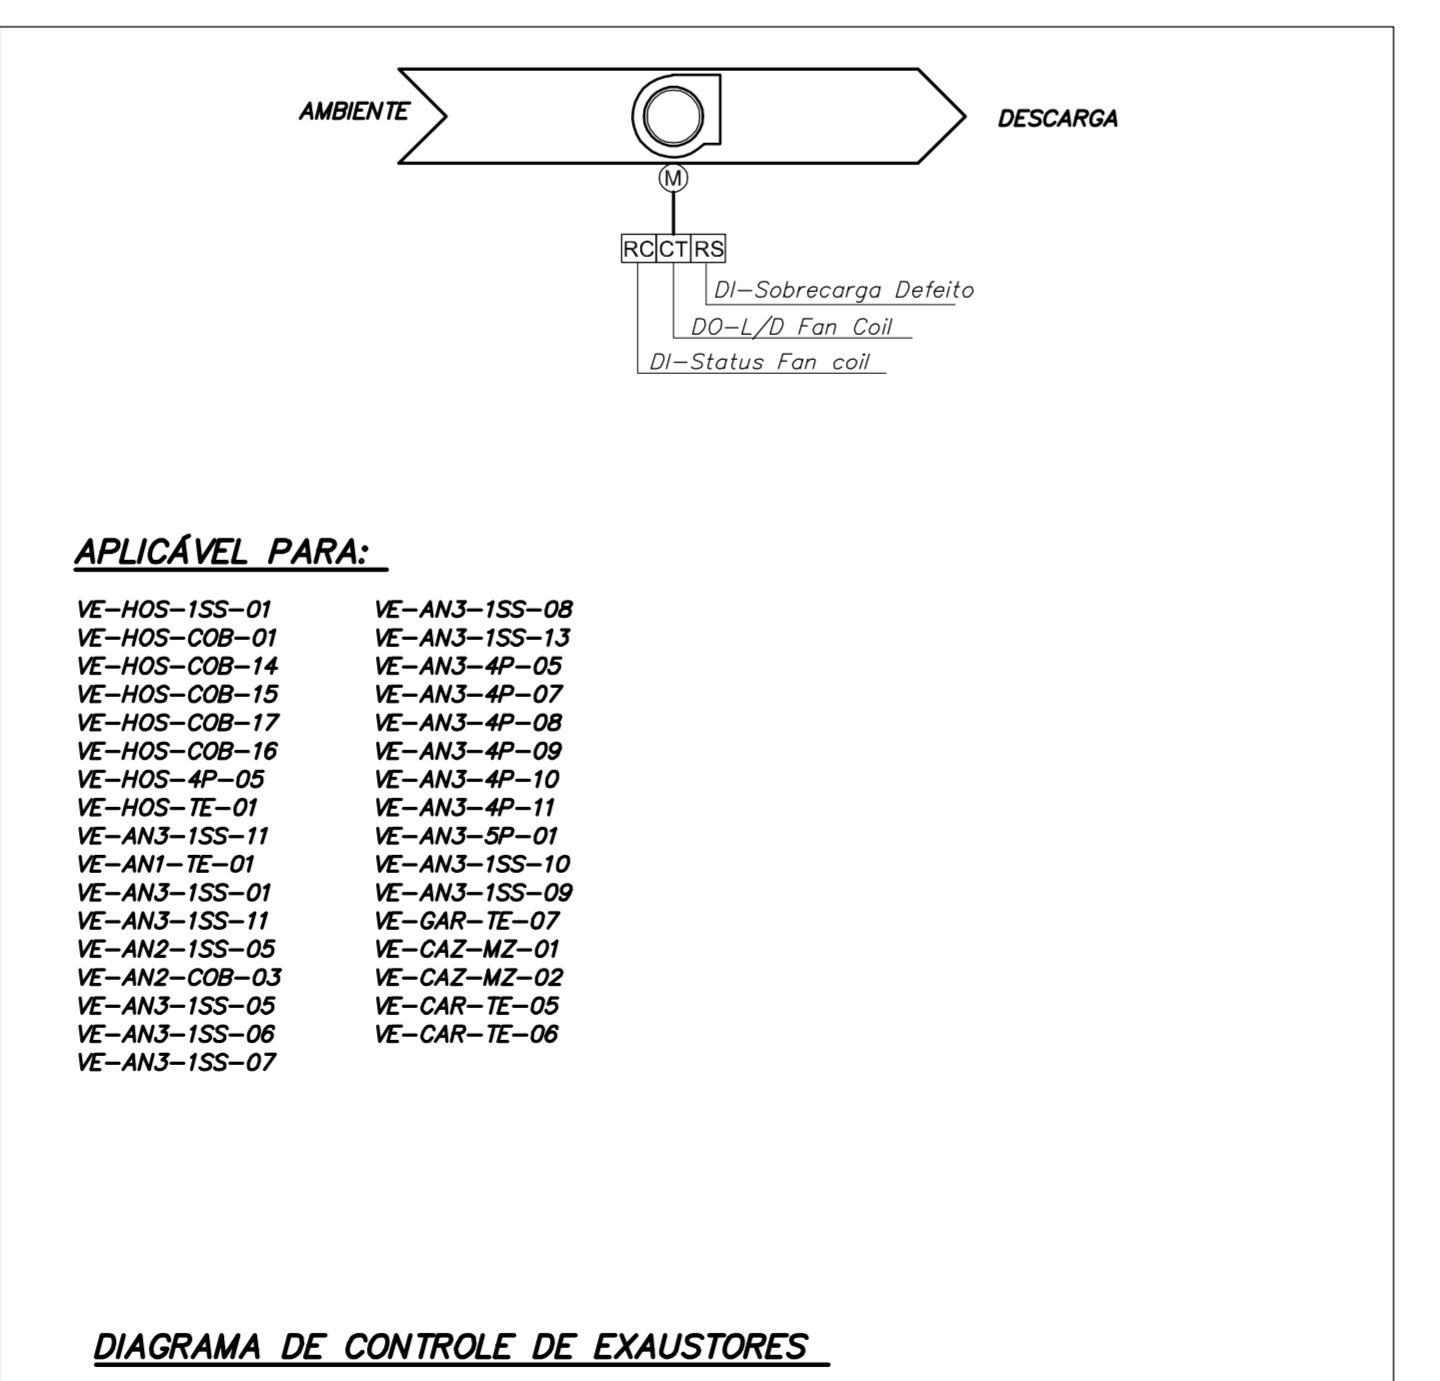 AMBIENTE
DESCARGA
M
RC CT RS
DI-Sobrecarga Defeito
DO-L/D Fan Coil
DI-Status Fan coil
APLICÁVEL PARA:
VE-HOS-1SS-01
VE-HOS-COB-01
VE-HOS-COB-14
VE-HOS-COB-15
VE-HOS-COB-17
VE-HOS-COB-16
VE-HOS-4P-05
VE-HOS-TE-01
VE-AN3-1SS-11
VE-AN1-TE-01
VE-AN3-1SS-01
VE-AN3-1SS-11
VE-AN2-1SS-05
VE-AN2-COB-03
VE-AN3-1SS-05
VE-AN3-1SS-06
VE-AN3-1SS-07
VE-AN3-1SS-08
VE-AN3-1SS-13
VE-AN3-4P-05
VE-AN3-4P-07
VE-AN3-4P-08
VE-AN3-4P-09
VE-AN3-4P-10
VE-AN3-4P-11
VE-AN3-5P-01
VE-AN3-1SS-10
VE-AN3-1SS-09
VE-GAR-TE-07
VE-CAZ-MZ-01
VE-CAZ-MZ-02
VE-CAR-TE-05
VE-CAR-TE-06
DIAGRAMA DE CONTROLE DE EXAUSTORES